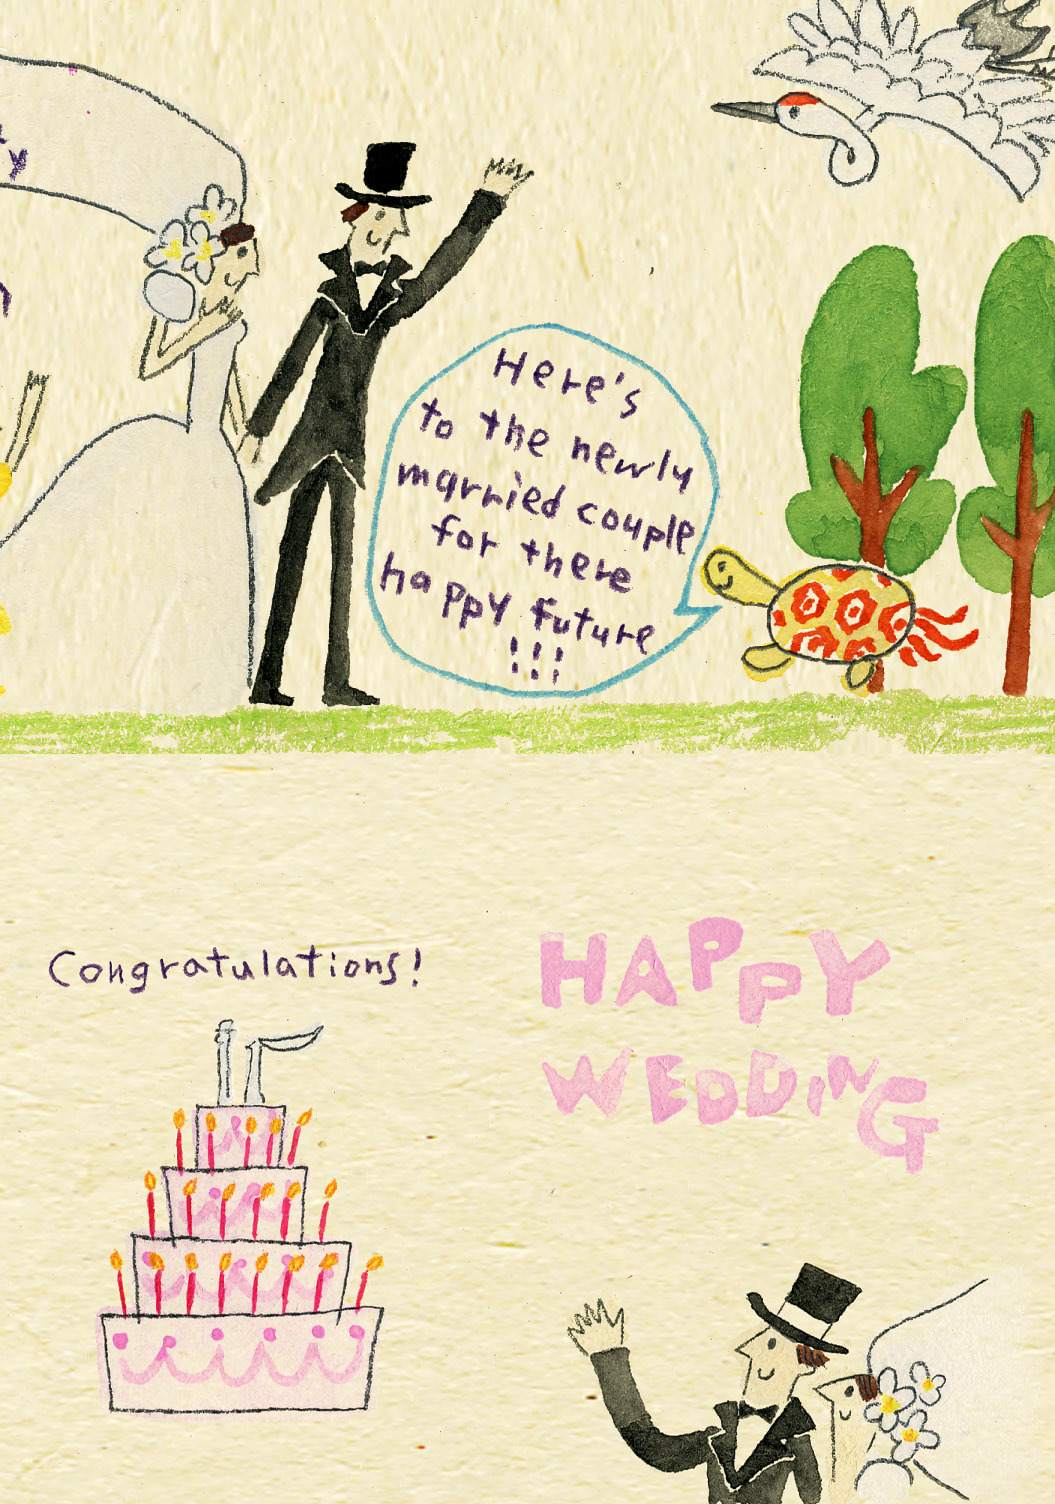 Here's
to the newly
married couple
for there
happy future
!!!
Congratulations!
HAPPY
WEDDING